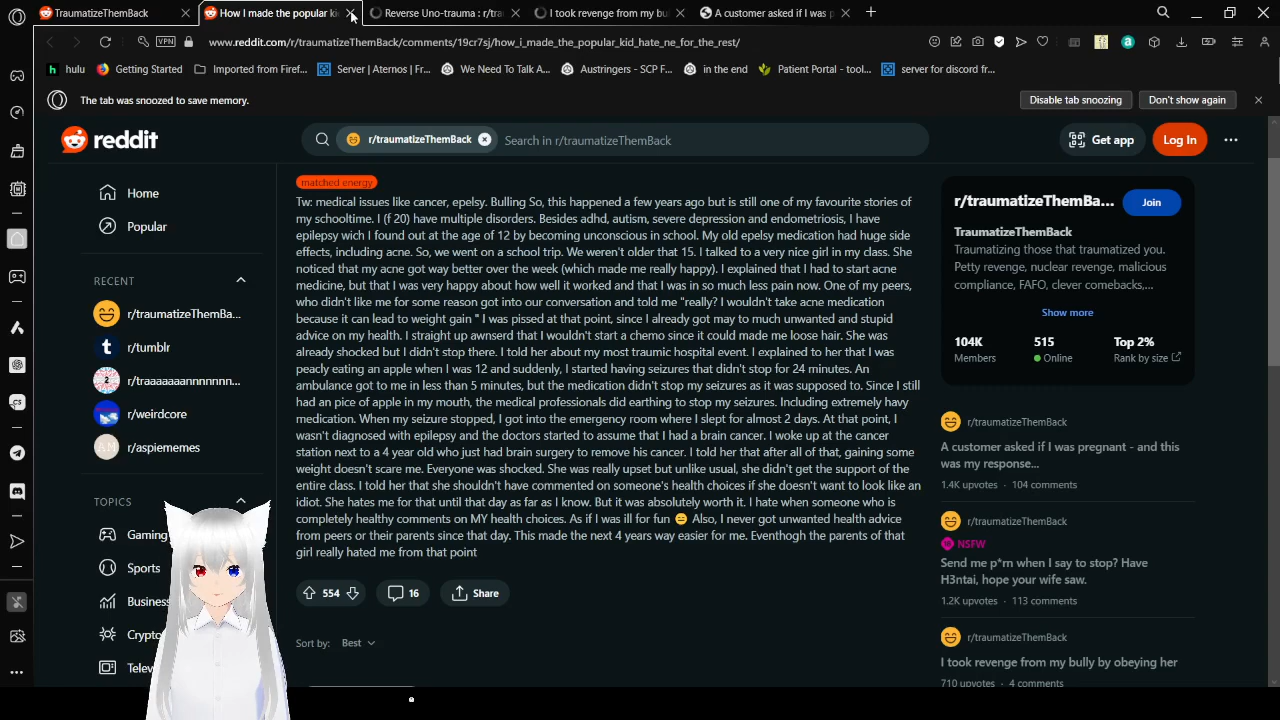 TraumatizeThemBack
How I made the popular ki
Reverse Uno-trauma : r/tra
I took revenge from my bu
A customer asked if I was p
VPN
www.reddit.com/r/traumatizeThemBack/comments/19cr7sj/how_i_made_the_popular_kid_hate_ne_for_the_rest/
hulu
Getting Started
Imported from Firef...
Server | Aternos | Fr...
We Need To Talk A...
Austringers - SCP F...
in the end
Patient Portal - tool...
server for discord fr...
The tab was snoozed to save memory.
Disable tab snoozing
Don't show again
reddit
r/traumatizeThemBack
Search in r/traumatizeThemBack
Get app
Log In
Home
Popular
RECENT
r/traumatizeThemBa...
r/tumblr
r/traaaaaaannnnnnn...
r/weirdcore
r/aspiememes
TOPICS
Gaming
Sports
Business
Crypto
Telev
matched energy
Tw: medical issues like cancer, epelsy. Bulling So, this happened a few years ago but is still one of my favourite stories of
my schooltime. I (f 20) have multiple disorders. Besides adhd, autism, severe depression and endometriosis, I have
epilepsy wich I found out at the age of 12 by becoming unconscious in school. My old epelsy medication had huge side
effects, including acne. So, we went on a school trip. We weren't older that 15. I talked to a very nice girl in my class. She
noticed that my acne got way better over the week (which made me really happy). I explained that I had to start acne
medicine, but that I was very happy about how well it worked and that I was in so much less pain now. One of my peers,
who didn't like me for some reason got into our conversation and told me "really? I wouldn't take acne medication
because it can lead to weight gain " I was pissed at that point, since I already got may to much unwanted and stupid
advice on my health. I straight up awnserd that I wouldn't start a chemo since it could made me loose hair. She was
already shocked but I didn't stop there. I told her about my most traumic hospital event. I explained to her that I was
peacly eating an apple when I was 12 and suddenly, I started having seizures that didn't stop for 24 minutes. An
ambulance got to me in less than 5 minutes, but the medication didn't stop my seizures as it was supposed to. Since I still
had an pice of apple in my mouth, the medical professionals did earthing to stop my seizures. Including extremely havy
medication. When my seizure stopped, I got into the emergency room where I slept for almost 2 days. At that point, I
wasn't diagnosed with epilepsy and the doctors started to assume that I had a brain cancer. I woke up at the cancer
station next to a 4 year old who just had brain surgery to remove his cancer. I told her that after all of that, gaining some
weight doesn't scare me. Everyone was shocked. She was really upset but unlike usual, she didn't get the support of the
entire class. I told her that she shouldn't have commented on someone's health choices if she doesn't want to look like an
idiot. She hates me for that until that day as far as I know. But it was absolutely worth it. I hate when someone who is
completely healthy comments on MY health choices. As if I was ill for fun 😑 Also, I never got unwanted health advice
from peers or their parents since that day. This made the next 4 years way easier for me. Eventhogh the parents of that
girl really hated me from that point
554
16
Share
Sort by: Best
r/traumatizeThemBa...
Join
TraumatizeThemBack
Traumatizing those that traumatized you.
Petty revenge, nuclear revenge, malicious
compliance, FAFO, clever comebacks,...
Show more
104K
515
Top 2%
Members
Online
Rank by size
r/traumatizeThemBack
A customer asked if I was pregnant - and this
was my response...
1.4K upvotes · 104 comments
r/traumatizeThemBack
NSFW
Send me p*rn when I say to stop? Have
H3ntai, hope your wife saw.
1.2K upvotes · 113 comments
r/traumatizeThemBack
I took revenge from my bully by obeying her
710 upvotes · 4 comments